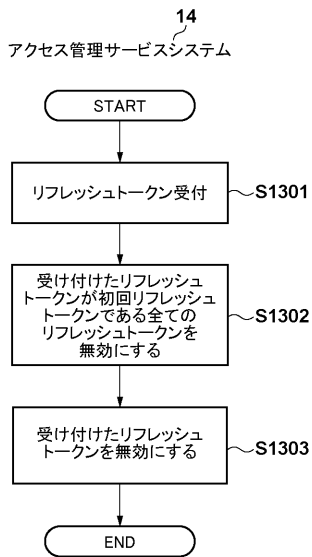 14
アクセス管理サービスシステム
START
リフレッシュトークン受付
S1301
受け付けたリフレッシュ
トークンが初回リフレッシュ
トークンである全ての
リフレッシュトークンを
無効にする
S1302
受け付けたリフレッシュ
トークンを無効にする
S1303
END